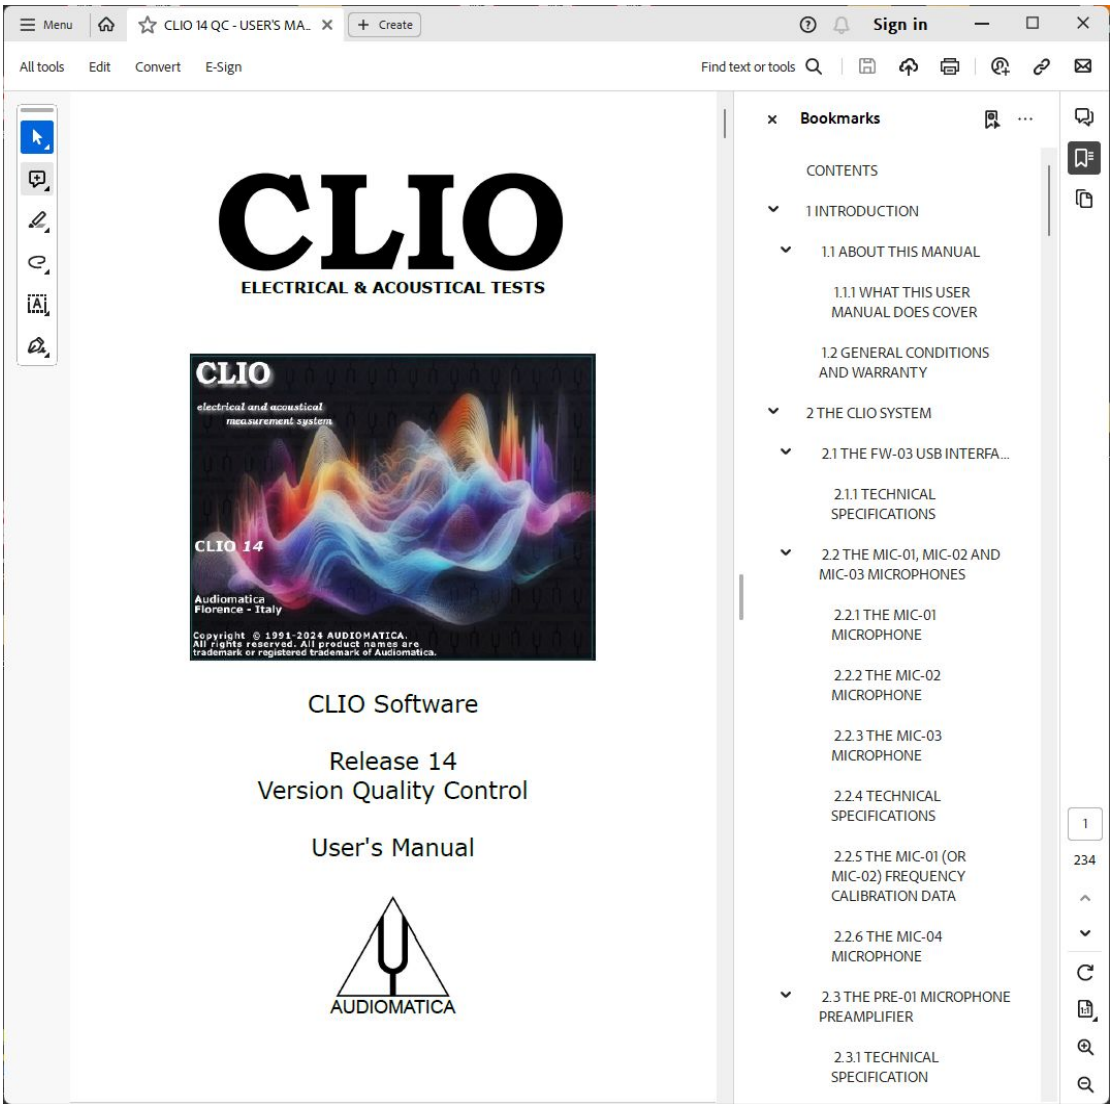 Menu
CLIO 14 QC - USER'S MA...
Create
Sign in
All tools
Edit
Convert
E-Sign
Find text or tools
CLIO
ELECTRICAL & ACOUSTICAL TESTS
CLIO
electrical and acoustical
measurement system
CLIO 14
Audiomatica
Florence - Italy
Copyright © 1991-2024 AUDIOMATICA.
All rights reserved. All product names are
trademark or registered trademark of Audiomatica.
CLIO Software
Release 14
Version Quality Control
User's Manual
AUDIOMATICA
Bookmarks
CONTENTS
1 INTRODUCTION
1.1 ABOUT THIS MANUAL
1.1.1 WHAT THIS USER
MANUAL DOES COVER
1.2 GENERAL CONDITIONS
AND WARRANTY
2 THE CLIO SYSTEM
2.1 THE FW-03 USB INTERFA...
2.1.1 TECHNICAL
SPECIFICATIONS
2.2 THE MIC-01, MIC-02 AND
MIC-03 MICROPHONES
2.2.1 THE MIC-01
MICROPHONE
2.2.2 THE MIC-02
MICROPHONE
2.2.3 THE MIC-03
MICROPHONE
2.2.4 TECHNICAL
SPECIFICATIONS
2.2.5 THE MIC-01 (OR
MIC-02) FREQUENCY
CALIBRATION DATA
2.2.6 THE MIC-04
MICROPHONE
2.3 THE PRE-01 MICROPHONE
PREAMPLIFIER
2.3.1 TECHNICAL
SPECIFICATION
1
234